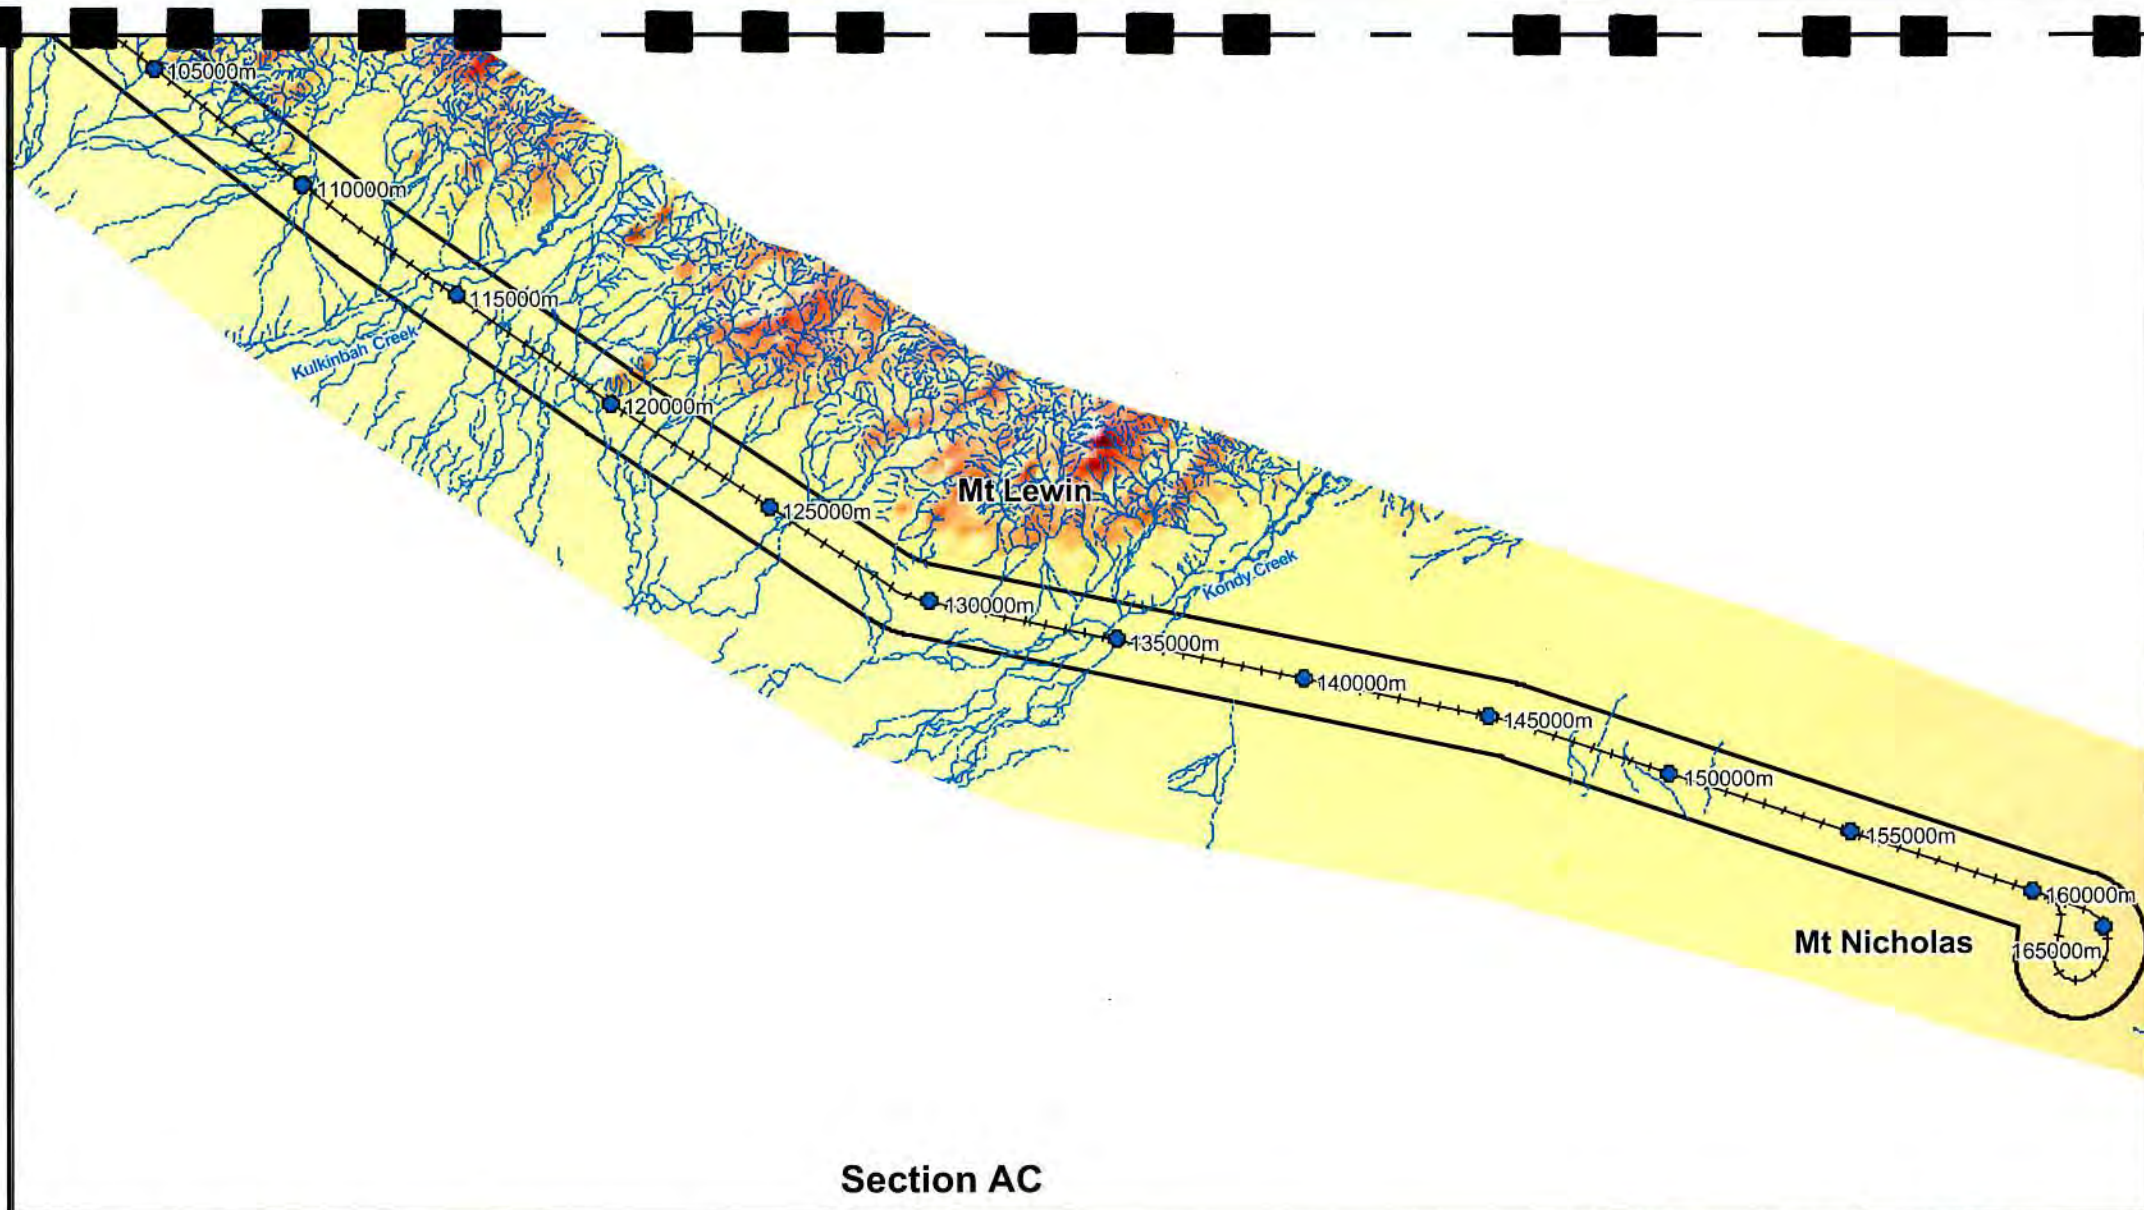 105000m
110000m
115000m
Kulkinbah Creek
120000m
Mt Lewin
125000m
Kondy Creek
130000m
135000m
140000m
145000m
150000m
155000m
160000m
Mt Nicholas
165000m
Section AC